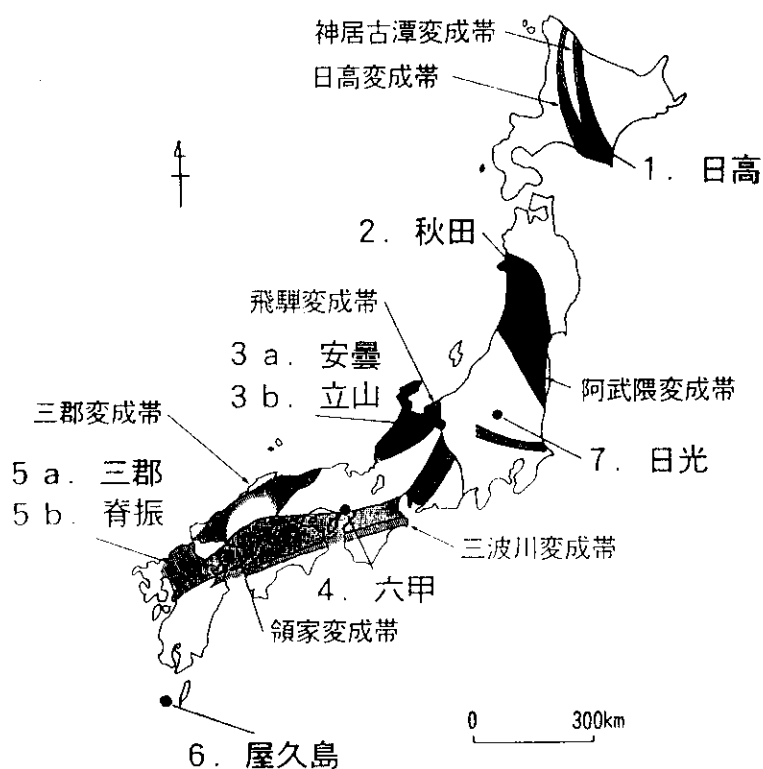 神居古潭変成帯
日高変成帯
4
1. 日高
2. 秋田
飛騨変成帯
3a. 安曇
3b. 立山
阿武隈変成帯
三郡変成帯
7. 日光
5a. 三郡
5b. 脊振
三波川変成帯
4. 六甲
領家変成帯
0 300km
6. 屋久島